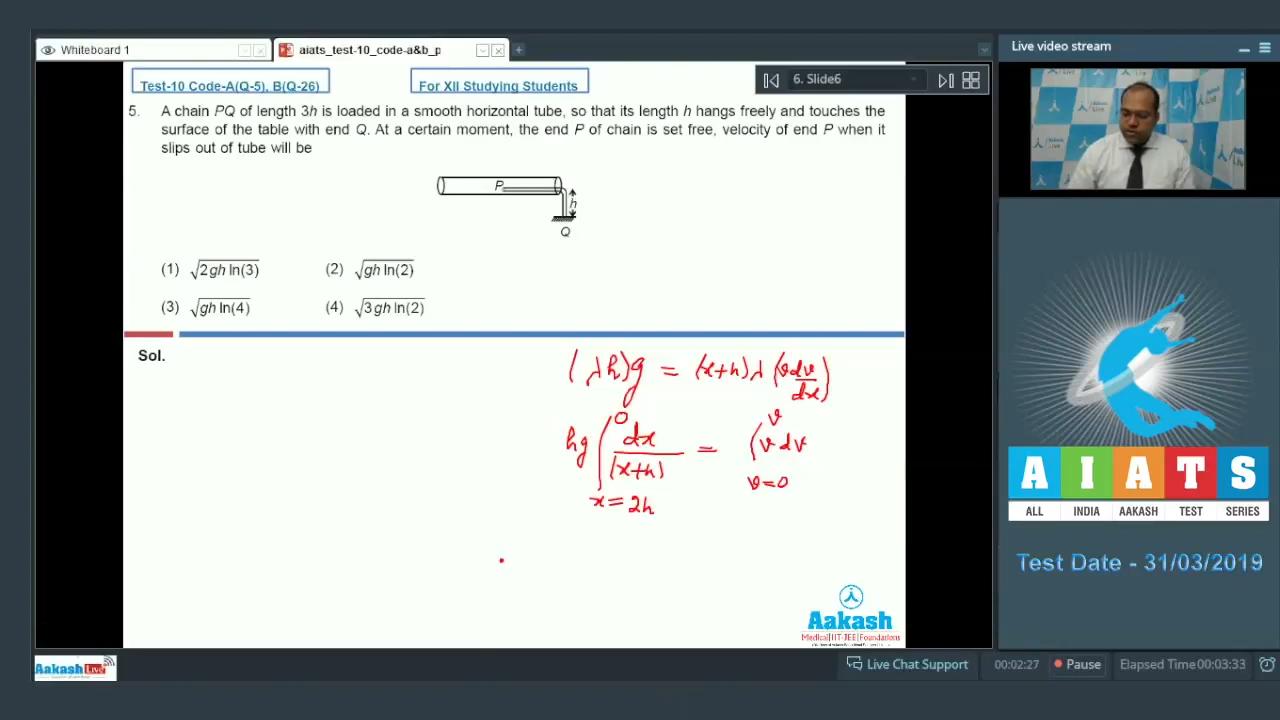 Whiteboard 1
aiats_test-10_code-a&b_p
Live video stream
Test-10 Code-A(Q-5), B(Q-26)
For XII Studying Students
6. Slide6
5. A chain PQ of length 3h is loaded in a smooth horizontal tube, so that its length h hangs freely and touches the
surface of the table with end Q. At a certain moment, the end P of chain is set free, velocity of end P when it
slips out of tube will be
P
h
Q
(1) √2gh ln(3) (2) √gh ln(2)
(3) √gh ln(4) (4) √3gh ln(2)
Sol.
(λh)g = (x+h)λ(vdv/dx)
hg ∫_{x=2h}^{0} dx/(x+h) = ∫_{v=0}^{v} v dv
AIATS
ALL INDIA AAKASH TEST SERIES
Test Date - 31/03/2019
Aakash
Medical|IIT-JEE|Foundations
Aakash Live
Live Chat Support
00:02:27
Pause
Elapsed Time 00:03:33